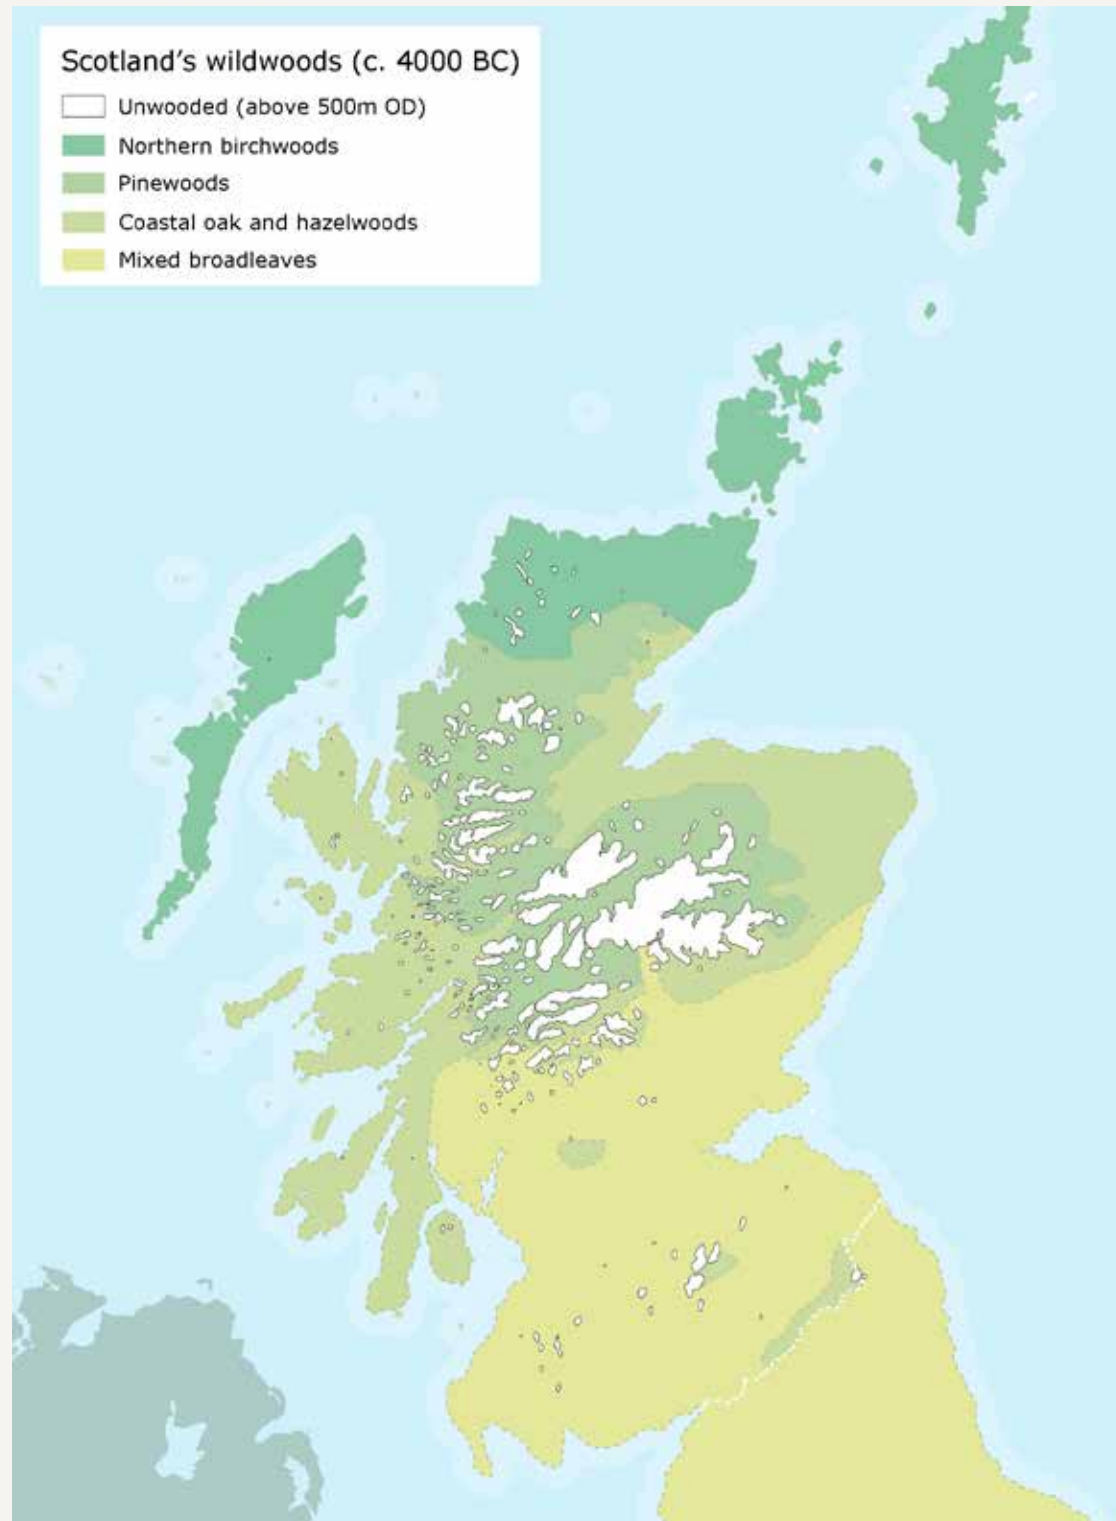 Scotland's wildwoods (c. 4000 BC)
Unwooded (above 500m OD)
Northern birchwoods
Pinewoods
Coastal oak and hazelwoods
Mixed broadleaves